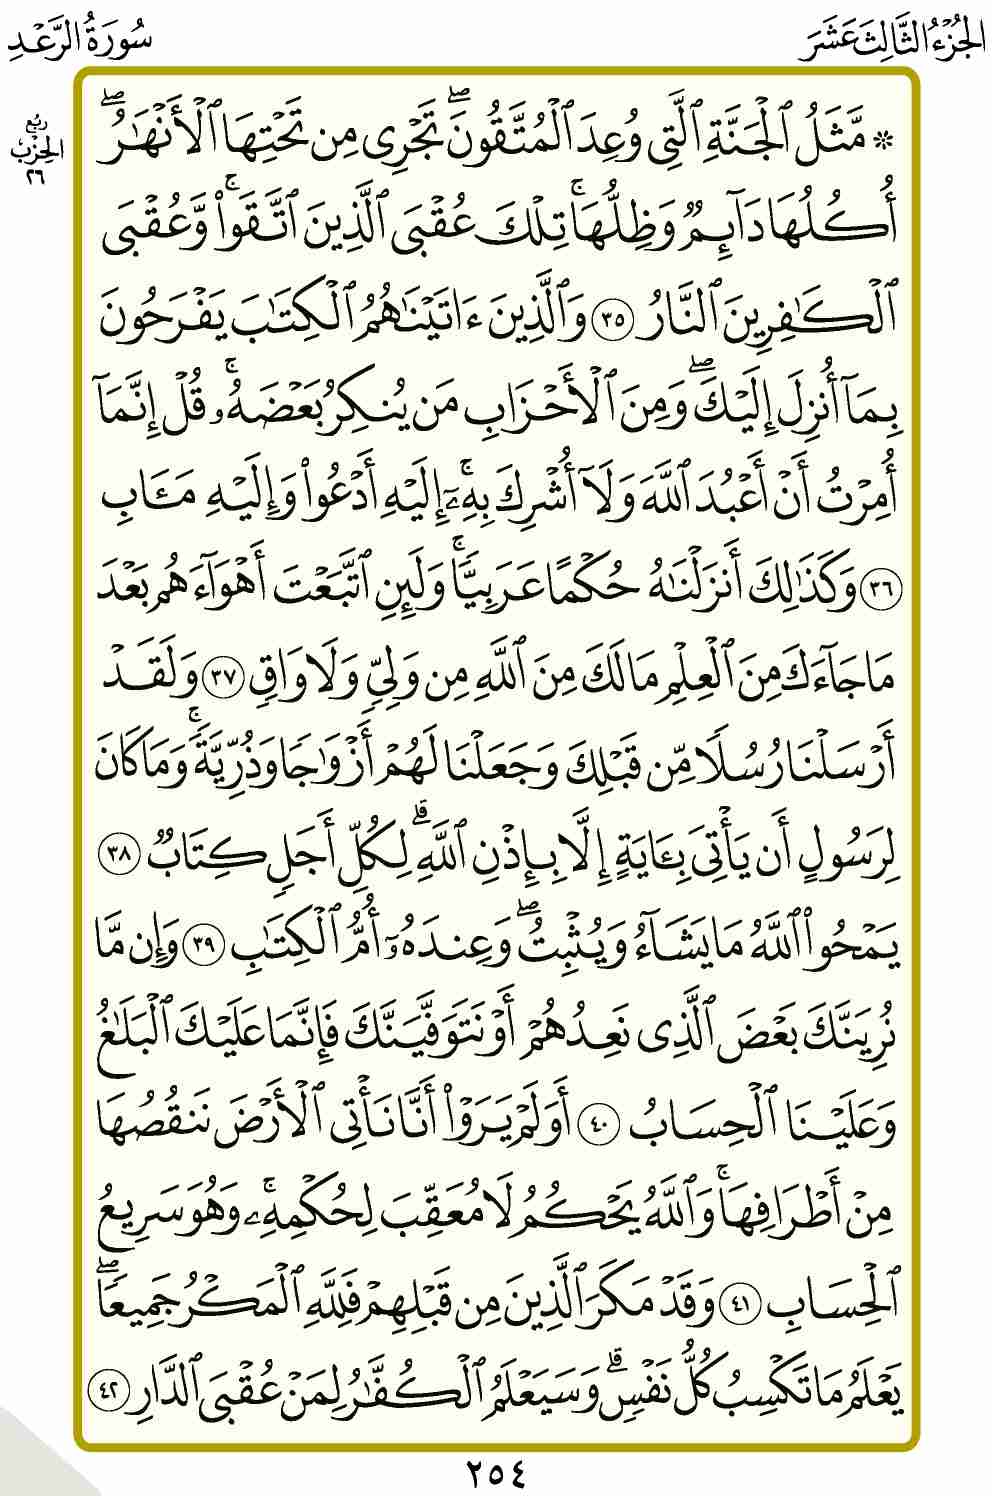 الجُزْءُ الثَّالِثَ عَشَرَ
سُورَةُ الرَّعْدِ
رُبْع
الحِزْب
٢٦
۞ مَّثَلُ ٱلْجَنَّةِ ٱلَّتِى وُعِدَ ٱلْمُتَّقُونَ ۖ تَجْرِى مِن تَحْتِهَا ٱلْأَنْهَٰرُ ۖ
أُكُلُهَا دَآئِمٌ وَظِلُّهَا ۚ تِلْكَ عُقْبَى ٱلَّذِينَ ٱتَّقَوا۟ ۚ وَّعُقْبَى
ٱلْكَٰفِرِينَ ٱلنَّارُ ٣٥ وَٱلَّذِينَ ءَاتَيْنَٰهُمُ ٱلْكِتَٰبَ يَفْرَحُونَ
بِمَآ أُنزِلَ إِلَيْكَ ۖ وَمِنَ ٱلْأَحْزَابِ مَن يُنكِرُ بَعْضَهُۥ ۚ قُلْ إِنَّمَآ
أُمِرْتُ أَنْ أَعْبُدَ ٱللَّهَ وَلَآ أُشْرِكَ بِهِۦٓ ۚ إِلَيْهِ أَدْعُوا۟ وَإِلَيْهِ مَـَٔابِ
٣٦ وَكَذَٰلِكَ أَنزَلْنَٰهُ حُكْمًا عَرَبِيًّا ۚ وَلَئِنِ ٱتَّبَعْتَ أَهْوَآءَهُم بَعْدَ
مَا جَآءَكَ مِنَ ٱلْعِلْمِ مَا لَكَ مِنَ ٱللَّهِ مِن وَلِىٍّ وَلَا وَاقٍ ٣٧ وَلَقَدْ
أَرْسَلْنَا رُسُلًا مِّن قَبْلِكَ وَجَعَلْنَا لَهُمْ أَزْوَٰجًا وَذُرِّيَّةً ۚ وَمَا كَانَ
لِرَسُولٍ أَن يَأْتِىَ بِـَٔايَةٍ إِلَّا بِإِذْنِ ٱللَّهِ ۗ لِكُلِّ أَجَلٍ كِتَابٌ ٣٨
يَمْحُوا۟ ٱللَّهُ مَا يَشَآءُ وَيُثْبِتُ ۖ وَعِندَهُۥٓ أُمُّ ٱلْكِتَٰبِ ٣٩ وَإِن مَّا
نُرِيَنَّكَ بَعْضَ ٱلَّذِى نَعِدُهُمْ أَوْ نَتَوَفَّيَنَّكَ فَإِنَّمَا عَلَيْكَ ٱلْبَلَٰغُ
وَعَلَيْنَا ٱلْحِسَابُ ٤٠ أَوَلَمْ يَرَوْا۟ أَنَّا نَأْتِى ٱلْأَرْضَ نَنقُصُهَا
مِنْ أَطْرَافِهَا ۚ وَٱللَّهُ يَحْكُمُ لَا مُعَقِّبَ لِحُكْمِهِۦ ۚ وَهُوَ سَرِيعُ
ٱلْحِسَابِ ٤١ وَقَدْ مَكَرَ ٱلَّذِينَ مِن قَبْلِهِمْ فَلِلَّهِ ٱلْمَكْرُ جَمِيعًا ۖ
يَعْلَمُ مَا تَكْسِبُ كُلُّ نَفْسٍ ۗ وَسَيَعْلَمُ ٱلْكُفَّٰرُ لِمَنْ عُقْبَى ٱلدَّارِ ٤٢
٢٥٤